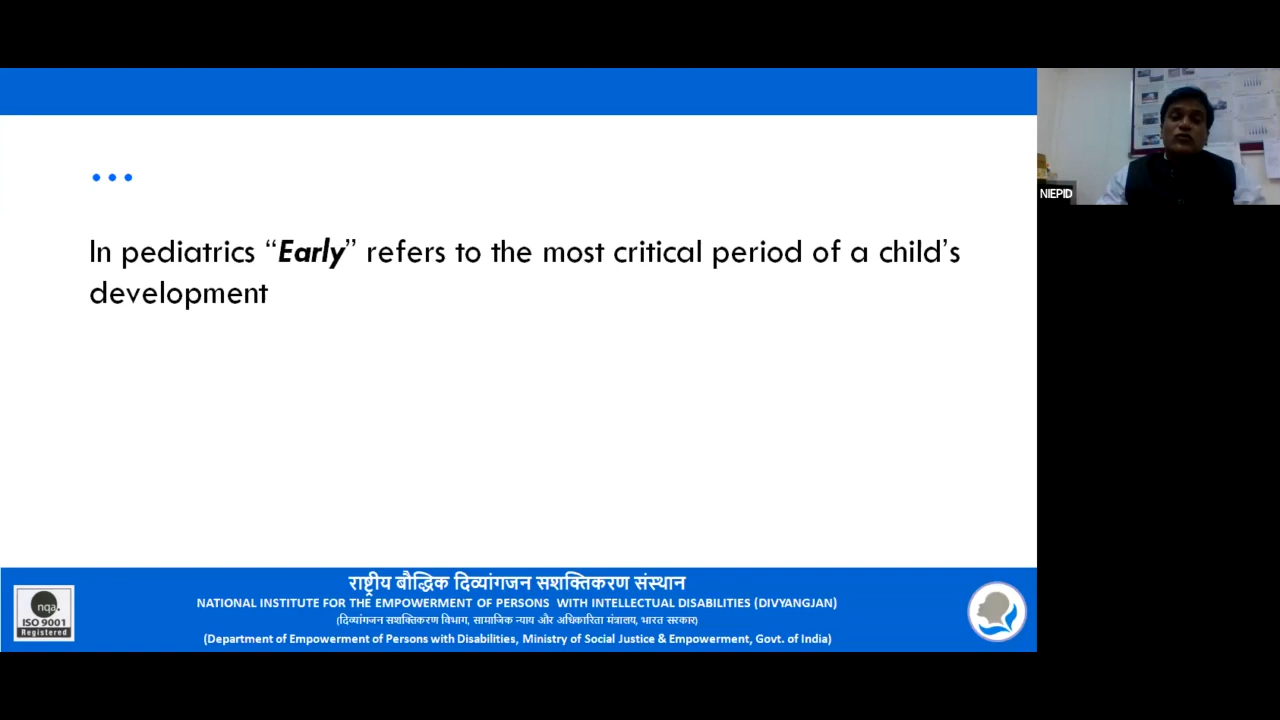 ...
In pediatrics “Early” refers to the most critical period of a child’s
development
NIEPID
राष्ट्रीय बौद्धिक दिव्यांगजन सशक्तिकरण संस्थान
NATIONAL INSTITUTE FOR THE EMPOWERMENT OF PERSONS WITH INTELLECTUAL DISABILITIES (DIVYANGJAN)
(दिव्यांगजन सशक्तिकरण विभाग, सामाजिक न्याय और अधिकारिता मंत्रालय, भारत सरकार)
(Department of Empowerment of Persons with Disabilities, Ministry of Social Justice & Empowerment, Govt. of India)
nqa.
ISO 9001
Registered